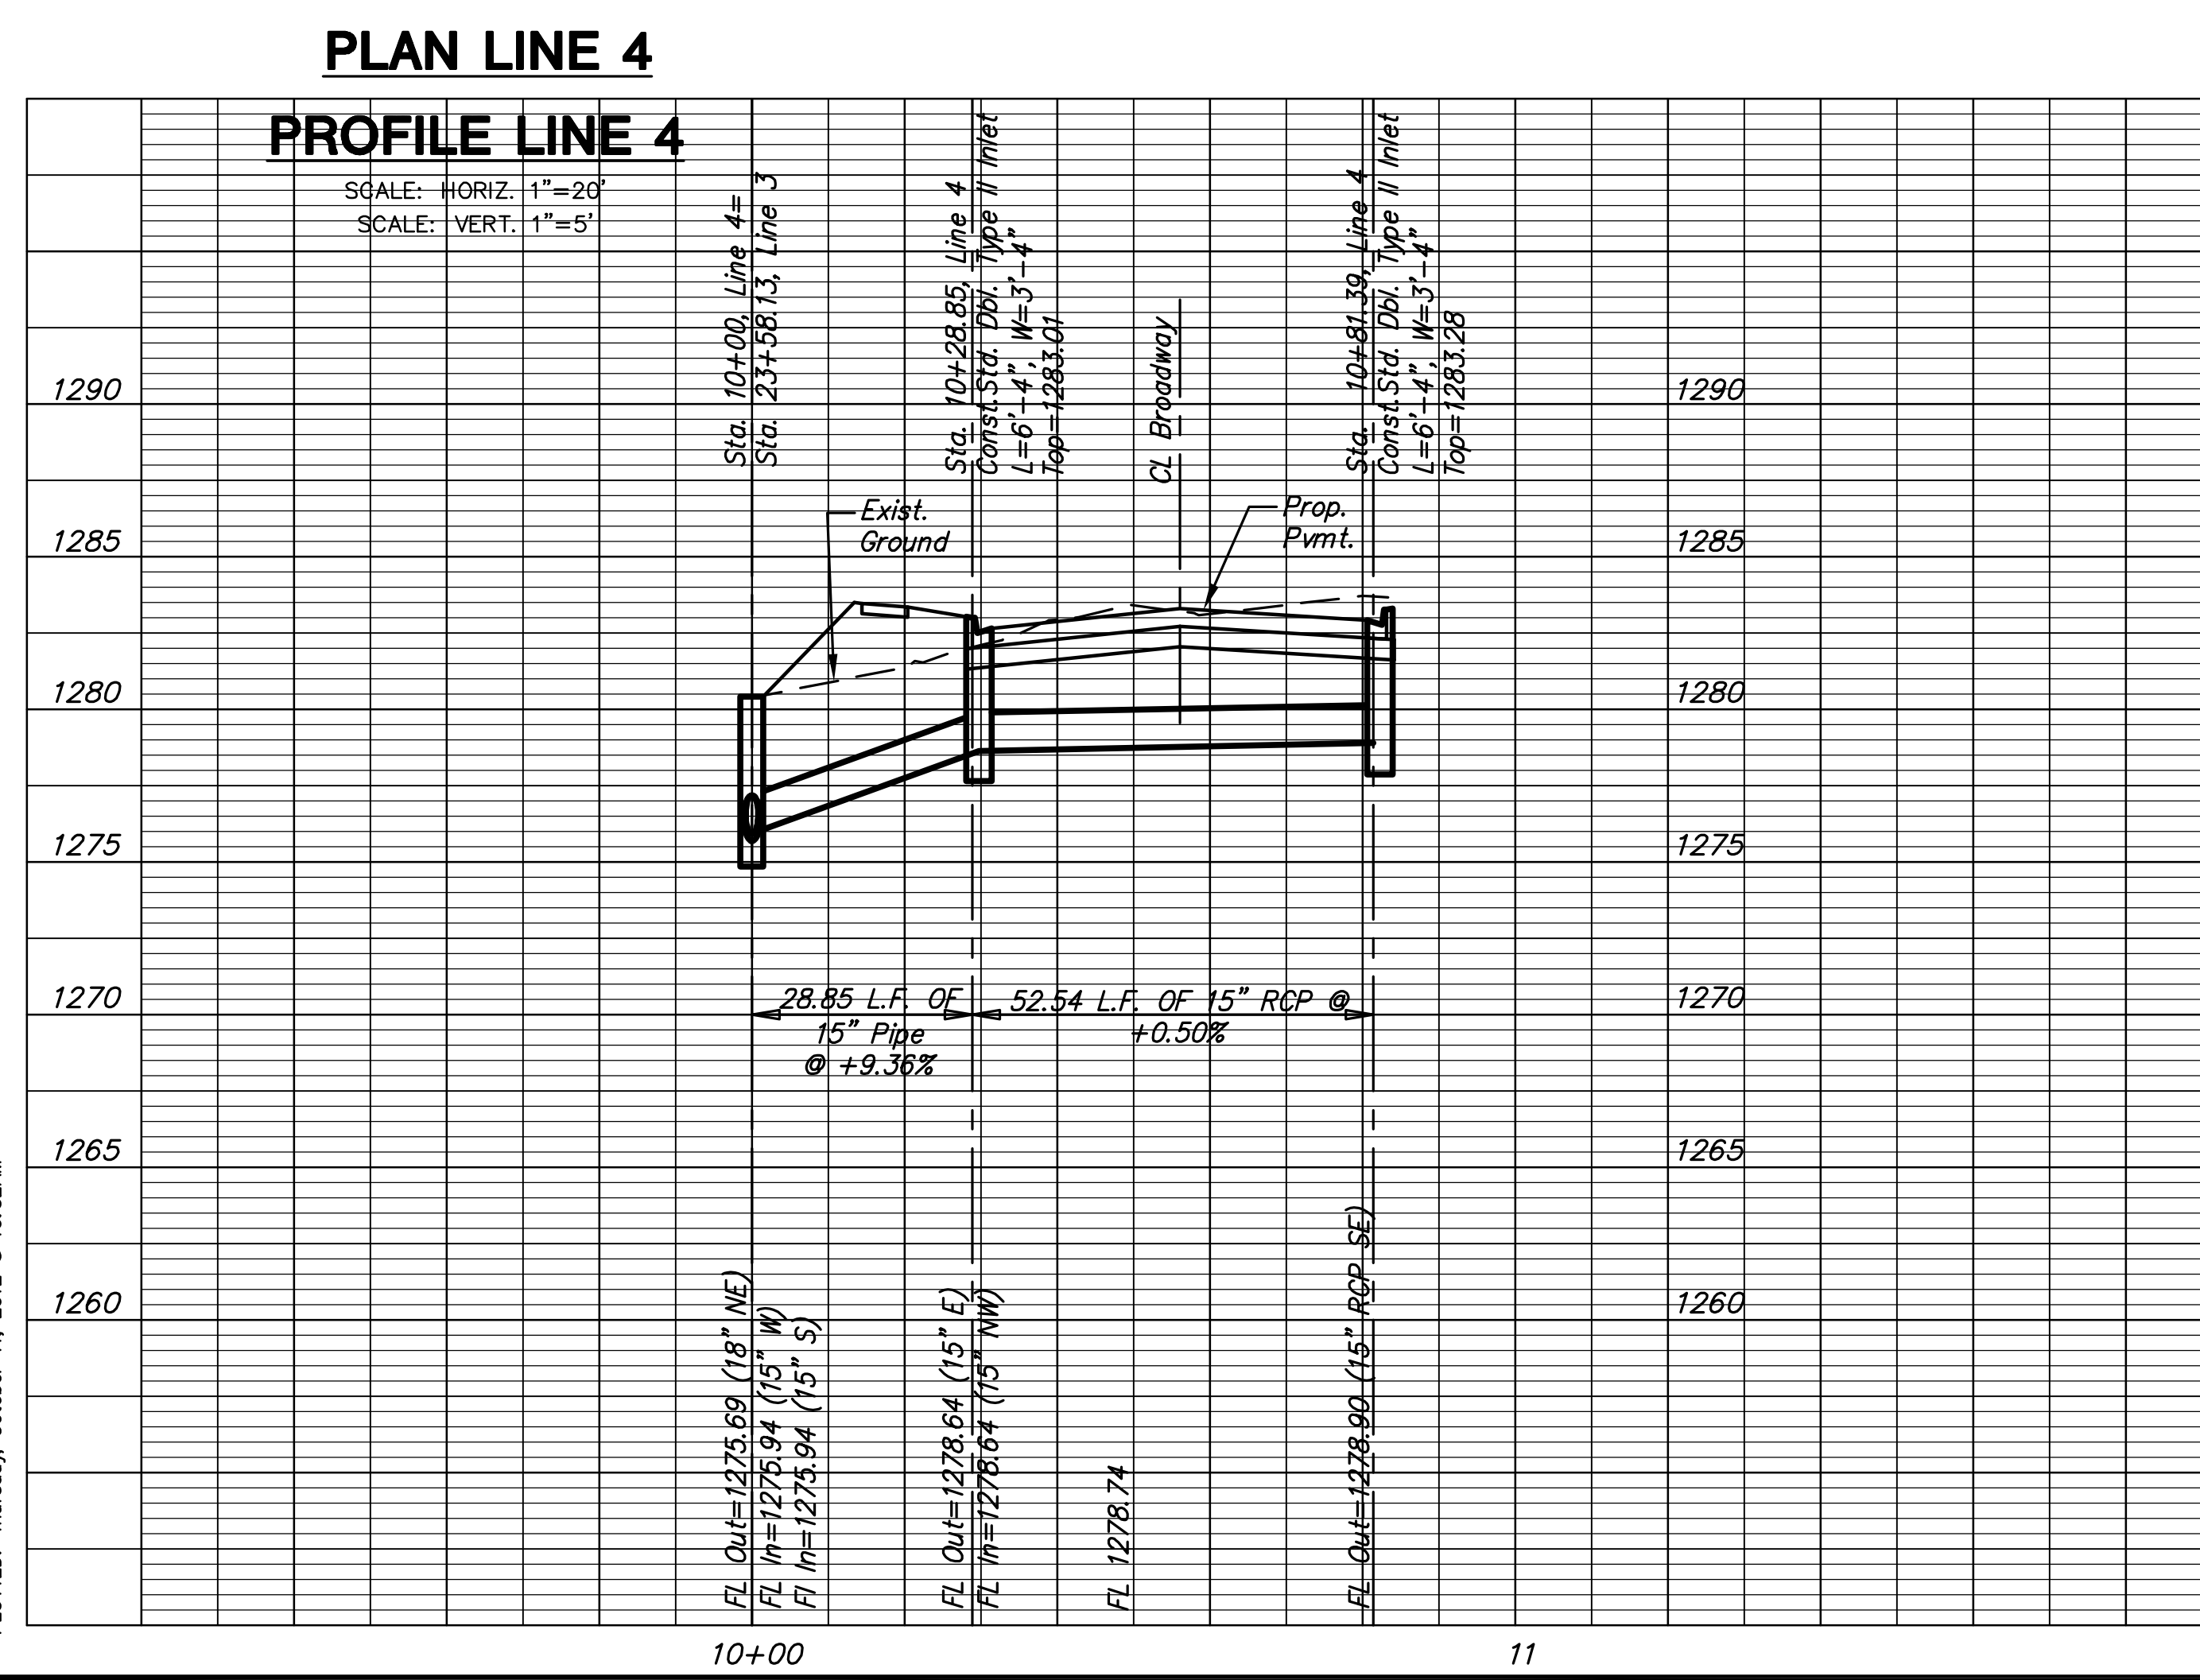 PLAN LINE 4
PROFILE LINE 4
SCALE: HORIZ. 1"=20'
SCALE: VERT. 1"=5'
Sta. 10+00, Line 4=
Sta. 23+58.13, Line 3
Sta. 10+28.85, Line 4
Const.Std. Dbl. Type II Inlet
L=6'-4", W=3'-4"
Top=1283.01
CL Broadway
Sta. 10+81.39, Line 4
Const.Std. Dbl. Type II Inlet
L=6'-4", W=3'-4"
Top=1283.28
1290
1290
Exist.
Ground
Prop.
Pvmt.
1285
1285
1280
1280
1275
1275
1270
1270
28.85 L.F. OF
15" Pipe
@ +9.36%
52.54 L.F. OF 15" RCP @
+0.50%
1265
1265
1260
1260
FL Out=1275.69 (18" NE)
FL In=1275.94 (15" W)
Fl In=1275.94 (15" S)
FL Out=1278.64 (15" E)
FL In=1278.64 (15" NW)
FL 1278.74
FL Out=1278.90 (15" RCP SE)
10+00
11